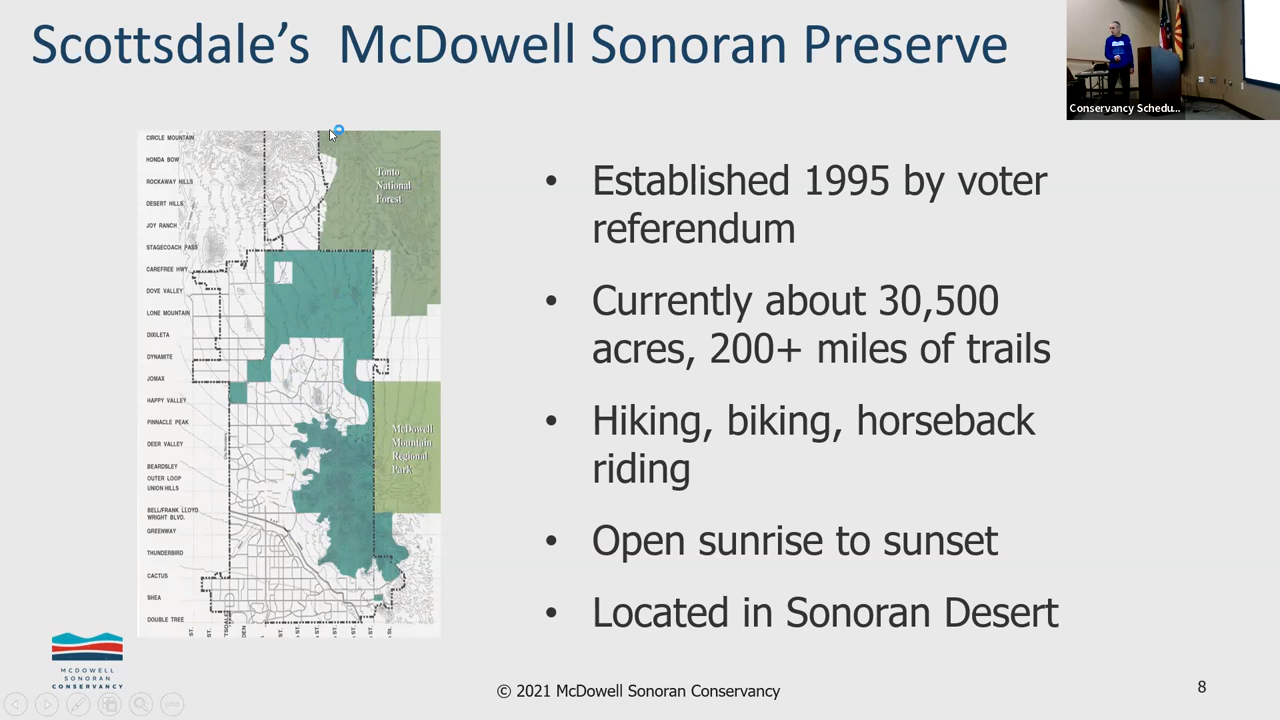 Scottsdale’s McDowell Sonoran Preserve
Conservancy Schedu...
CIRCLE MOUNTAIN
HONDA BOW
ROCKAWAY HILLS
DESERT HILLS
JOY RANCH
STAGECOACH PASS
CAREFREE HWY
DOVE VALLEY
LONE MOUNTAIN
DIXILETA
DYNAMITE
JOMAX
HAPPY VALLEY
PINNACLE PEAK
DEER VALLEY
BEARDSLEY
OUTER LOOP
UNION HILLS
BELL/FRANK LLOYD
WRIGHT BLVD.
GREENWAY
THUNDERBIRD
CACTUS
SHEA
DOUBLE TREE
Tonto
National
Forest
McDowell
Mountain
Regional
Park
• Established 1995 by voter
referendum
• Currently about 30,500
acres, 200+ miles of trails
• Hiking, biking, horseback
riding
• Open sunrise to sunset
• Located in Sonoran Desert
MCDOWELL
SONORAN
CONSERVANCY
© 2021 McDowell Sonoran Conservancy
8